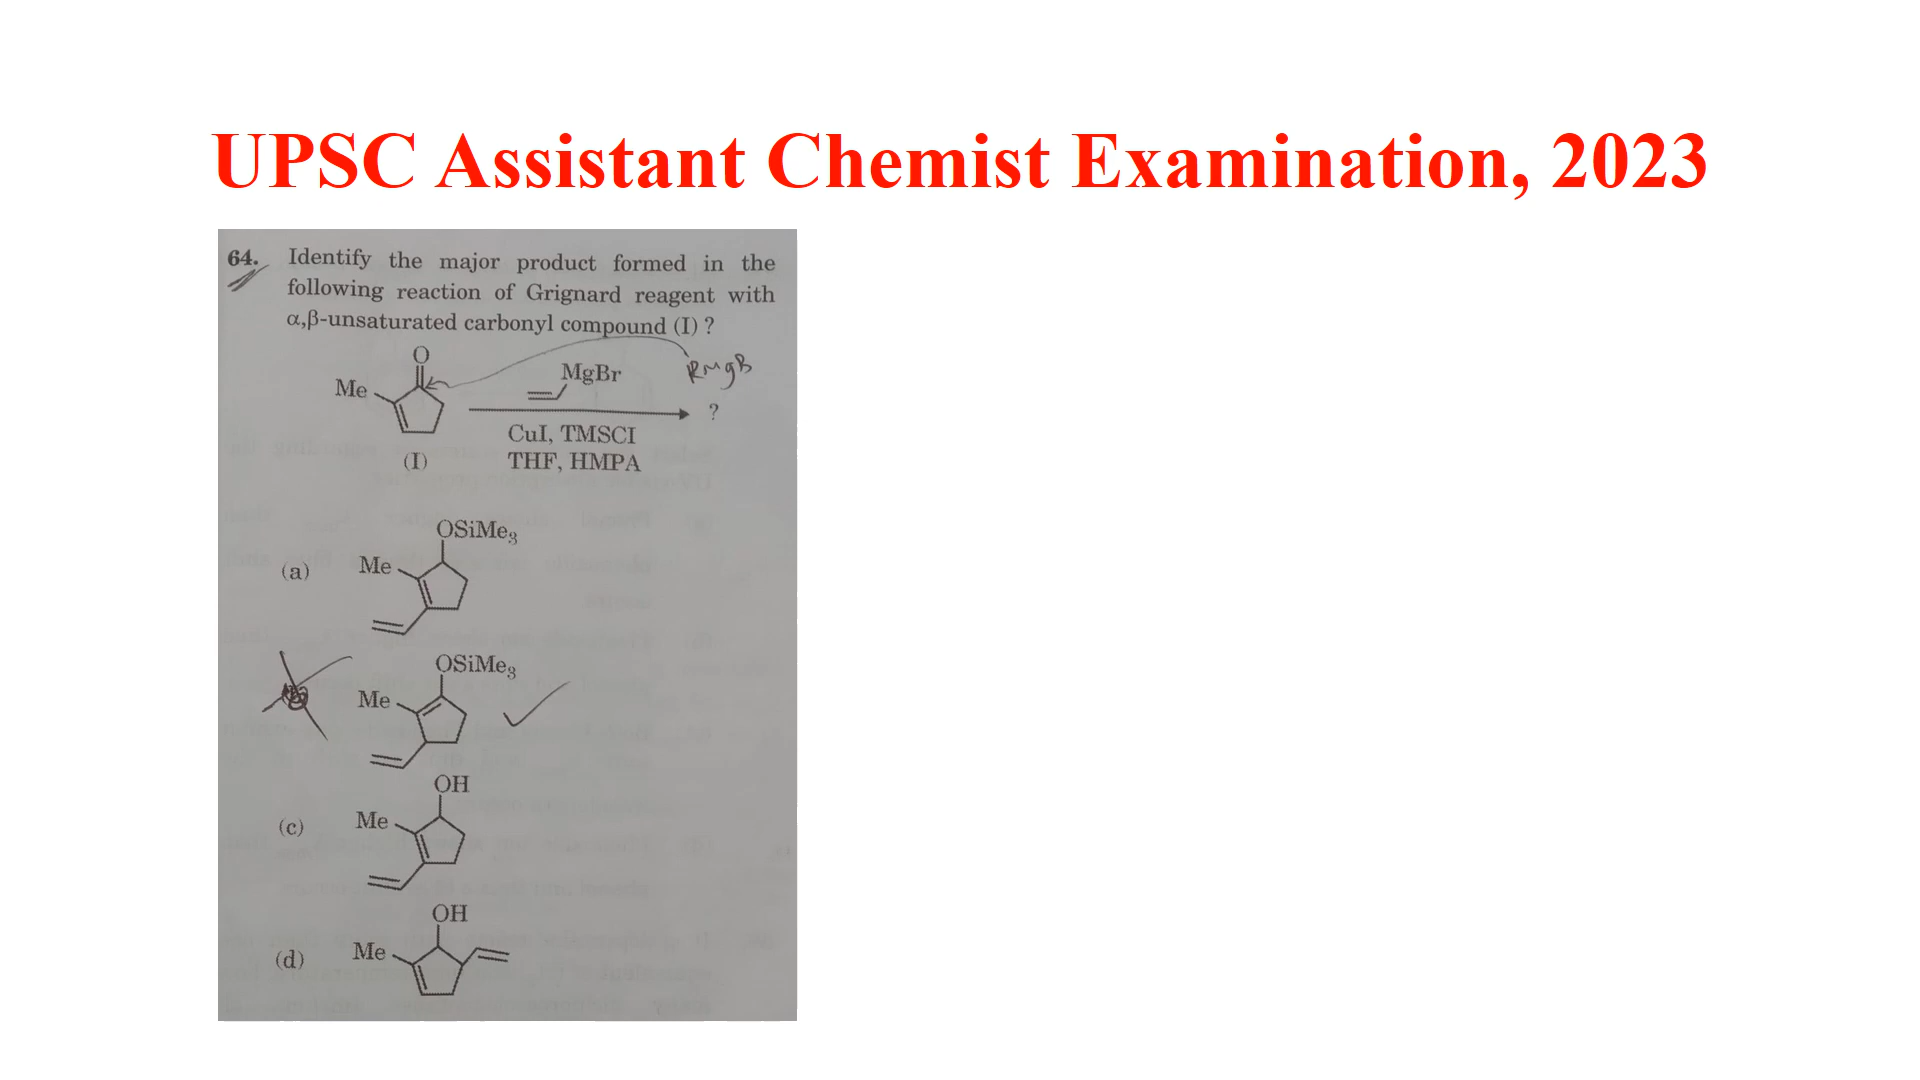 UPSC Assistant Chemist Examination, 2023
64. Identify the major product formed in the
following reaction of Grignard reagent with
α,β-unsaturated carbonyl compound (I) ?
O
Me
MgBr
RMgB
?
CuI, TMSCI
(I)
THF, HMPA
OSiMe3
(a) Me
OSiMe3
Me
OH
(c) Me
OH
(d) Me